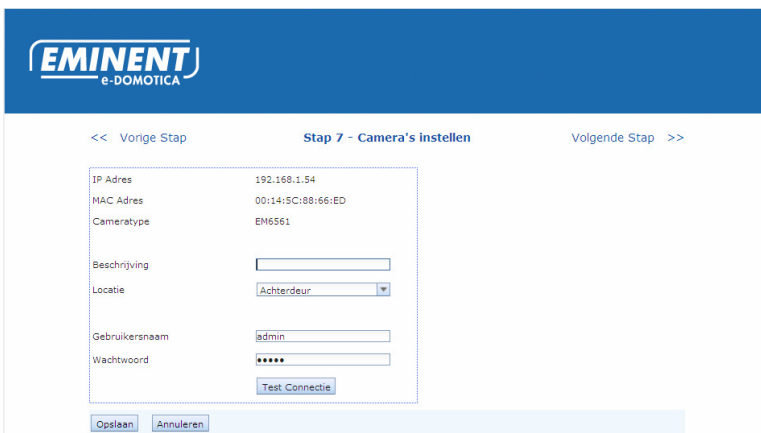 EMINENT
e-DOMOTICA
<< Vorige Stap Stap 7 - Camera's instellen Volgende Stap >>
IP Adres 192.168.1.54
MAC Adres 00:14:5C:88:66:ED
Cameratype EM6561
Beschrijving
Locatie Achterdeur
Gebruikersnaam admin
Wachtwoord •••••
Test Connectie
Opslaan Annuleren